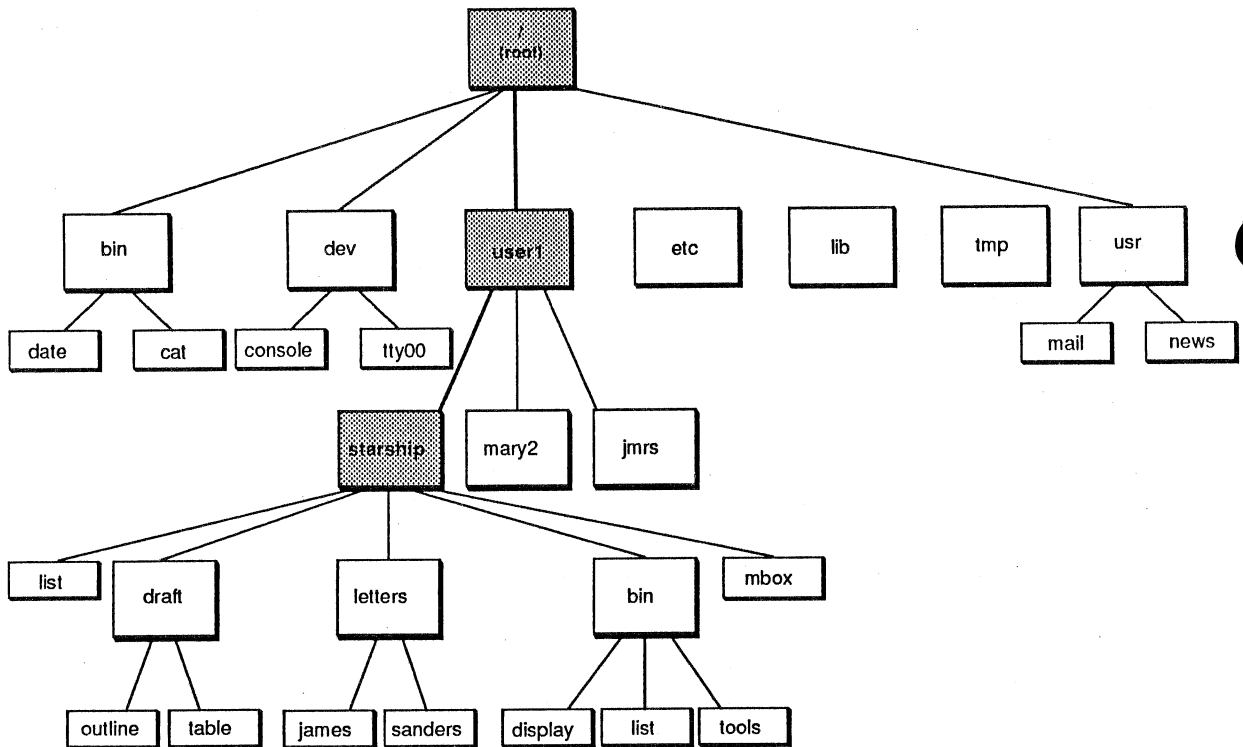 /
(root)
bin
dev
user1
etc
lib
tmp
usr
date
cat
console
tty00
mail
news
starship
mary2
jmrs
list
draft
letters
bin
mbox
outline
table
james
sanders
display
list
tools